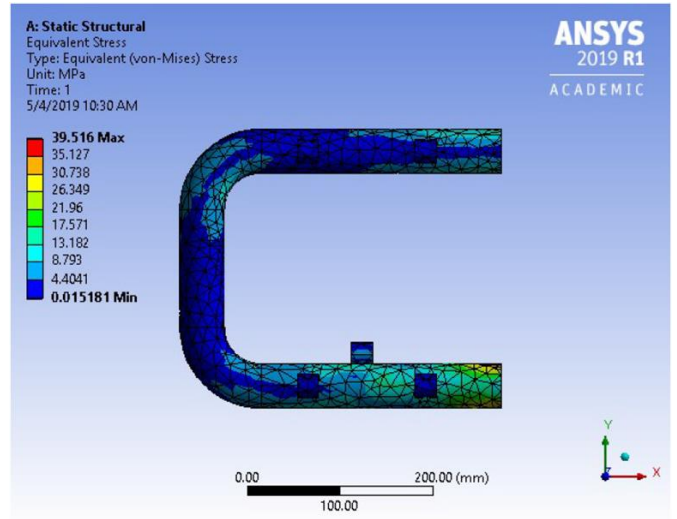 A: Static Structural
Equivalent Stress
Type: Equivalent (von-Mises) Stress
Unit: MPa
Time: 1
5/4/2019 10:30 AM
39.516 Max
35.127
30.738
26.349
21.96
17.571
13.182
8.793
4.4041
0.015181 Min
ANSYS
2019 R1
ACADEMIC
0.00
200.00 (mm)
100.00
Y
X